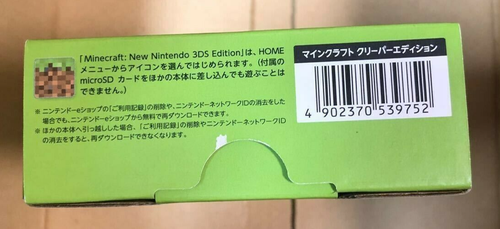 「Minecraft: New Nintendo 3DS Edition」は、HOME
メニューからアイコンを選んではじめられます。(付属の
microSD カードをほかの本体に差し込んでも遊ぶことは
できません。)
※ ニンテンドーeショップの「ご利用記録」の削除や、ニンテンドーネットワークIDの消去をした
場合でも、ニンテンドーeショップから無料で再ダウンロードできます。
※ ほかの本体へ引っ越しした場合、「ご利用記録」の削除やニンテンドーネットワークID
の消去をすると、再ダウンロードできなくなります。
マインクラフト クリーパーエディション
4 902370 539752